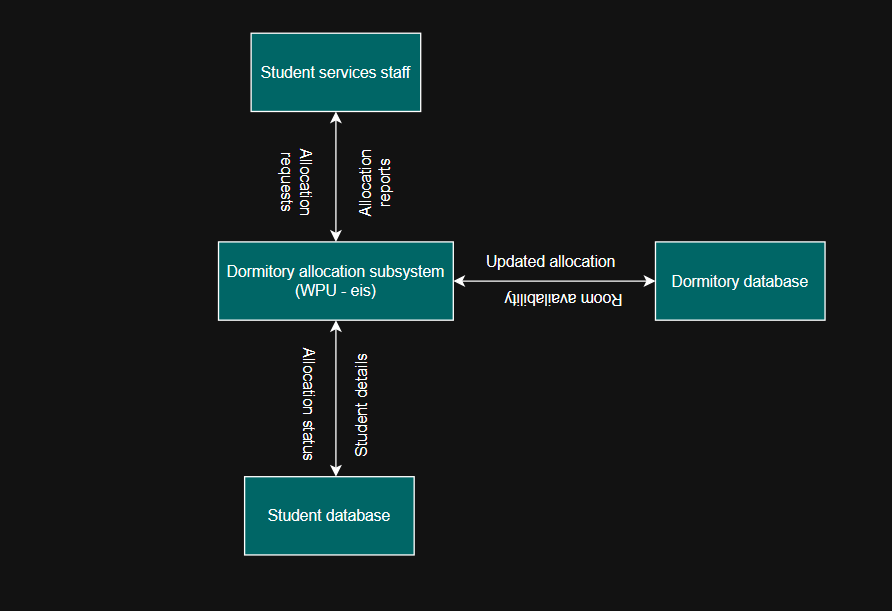 Student services staff
Allocation
requests
Allocation
reports
Dormitory allocation subsystem
(WPU - eis)
Updated allocation
Room availability
Dormitory database
Allocation status
Student details
Student database